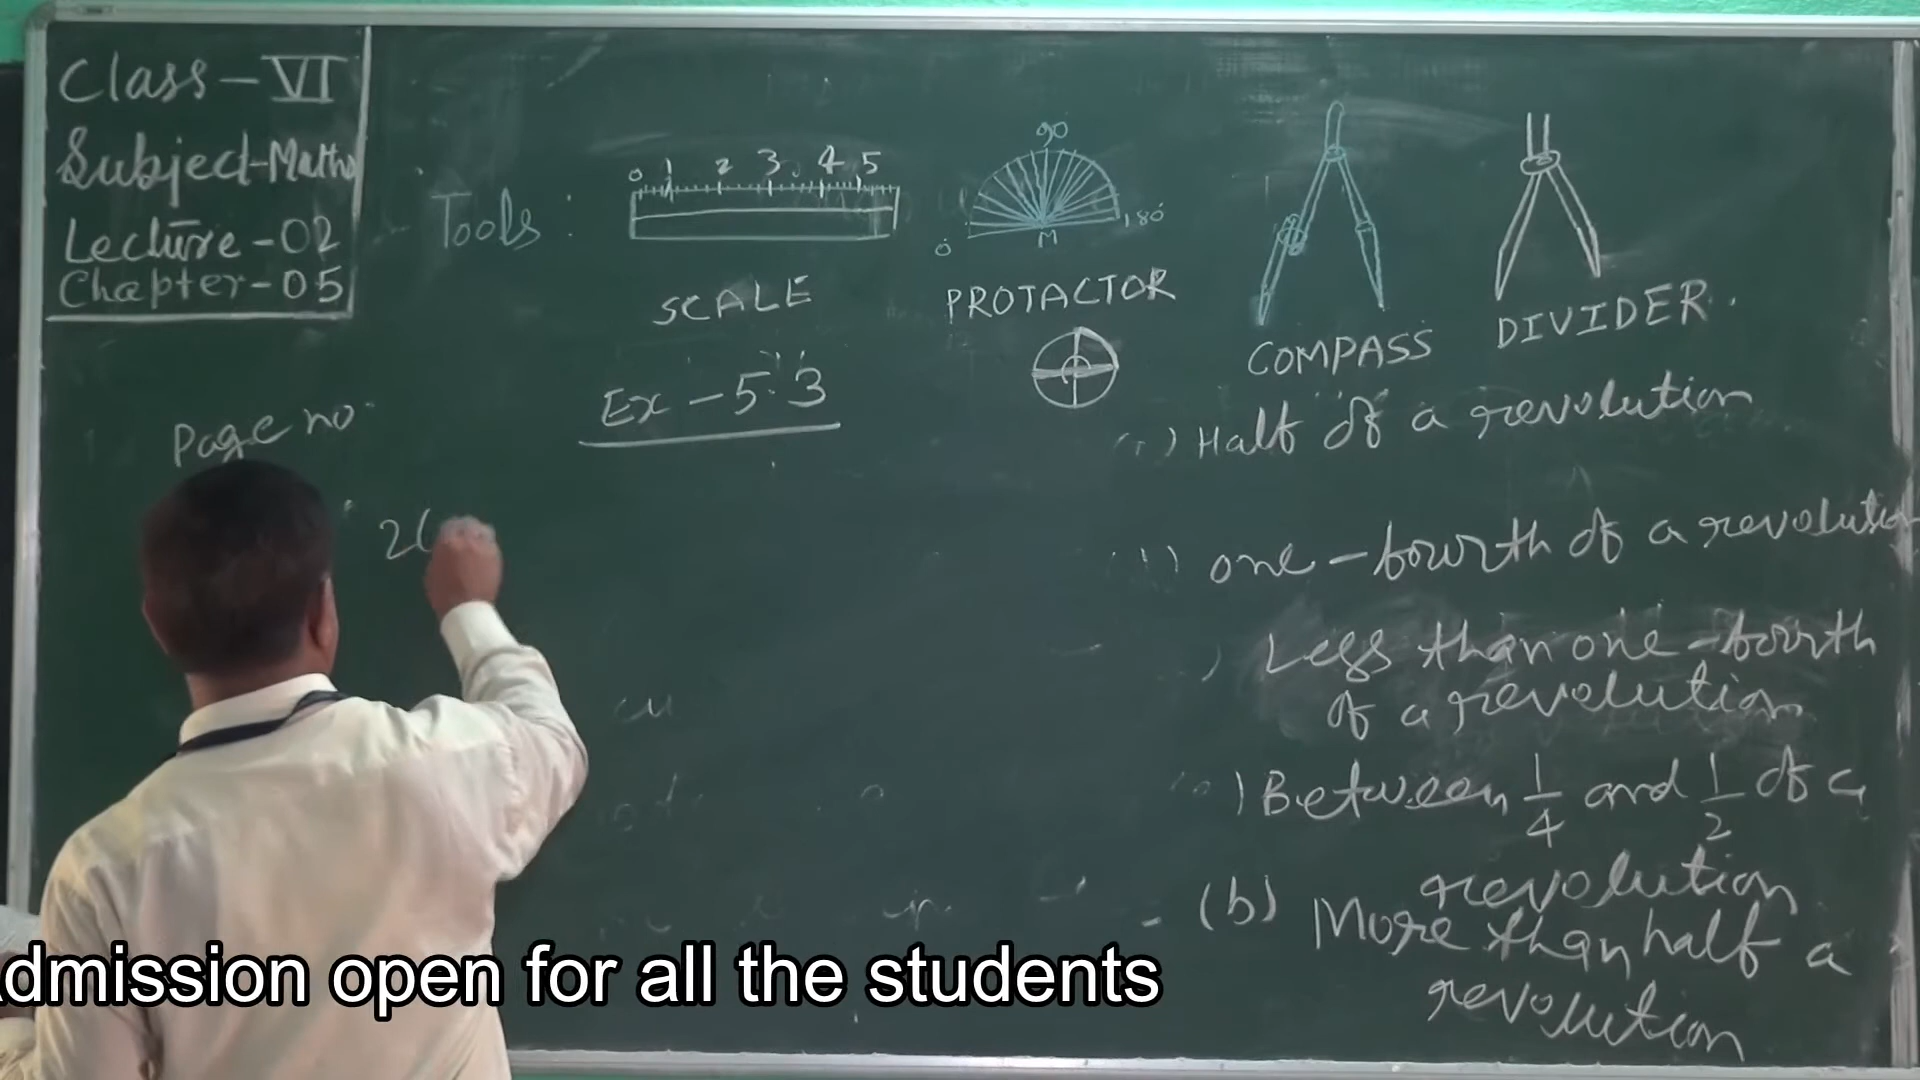 Class - VI
Subject - Maths
Lecture - 02
Chapter - 05
Tools :
0 1 2 3 4 5
SCALE
90
0 180
M
PROTACTOR
COMPASS
DIVIDER.
Page no.
Ex - 5.3
2(
Half of a revolution
one - fourth of a revolution
Less than one - fourth
of a revolution
Between 1/4 and 1/2 of a
revolution
(b) More than half a
revolution
dmission open for all the students